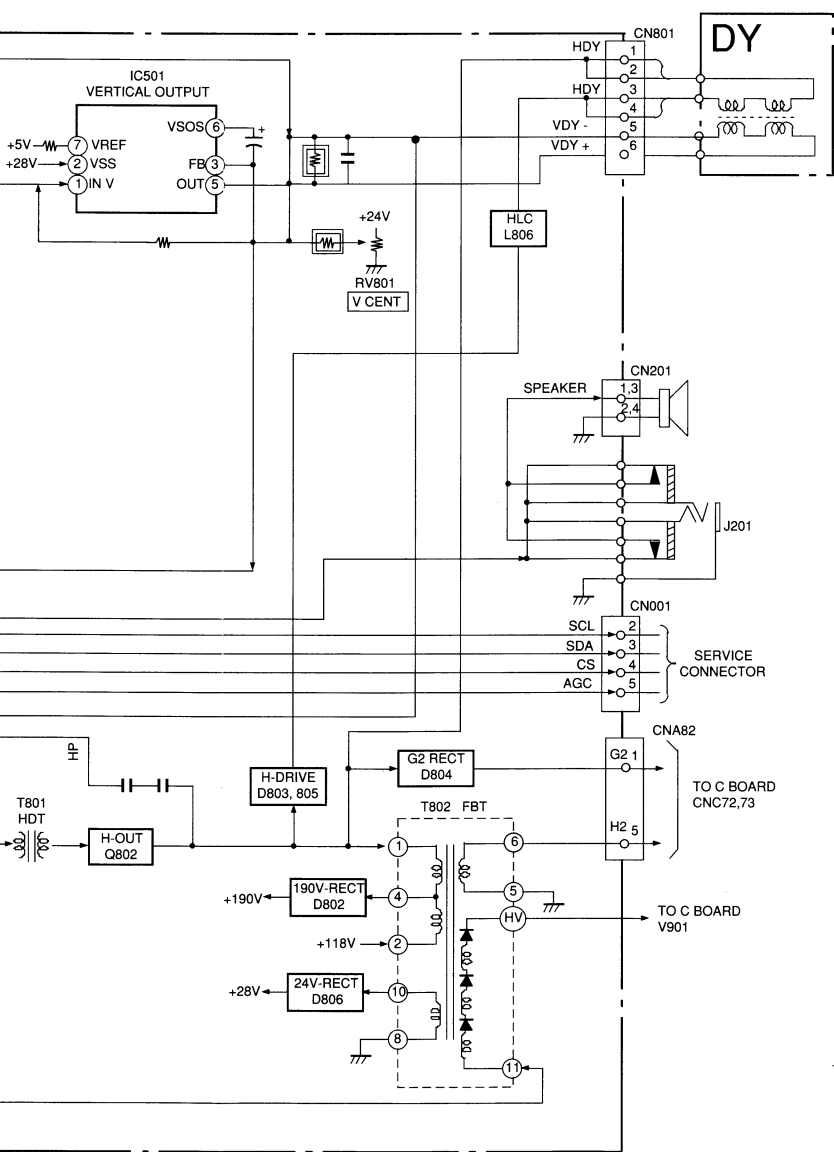 CN801
DY
HDY
1
2
HDY
3
4
VDY -
5
VDY +
6
IC501
VERTICAL OUTPUT
VSOS 6
+
+5V
7 VREF
+28V
2 VSS
FB 3
1 IN V
OUT 5
+24V
RV801
V CENT
HLC
L806
CN201
SPEAKER
1,3
2,4
J201
CN001
SCL
2
SDA
3
CS
4
AGC
5
SERVICE
CONNECTOR
CNA82
HP
G2 RECT
D804
G2 1
H-DRIVE
D803, 805
TO C BOARD
CNC72,73
T801
HDT
T802 FBT
H2 5
H-OUT
Q802
1
6
190V-RECT
D802
+190V
4
5
HV
TO C BOARD
V901
+118V
2
24V-RECT
D806
+28V
10
8
11